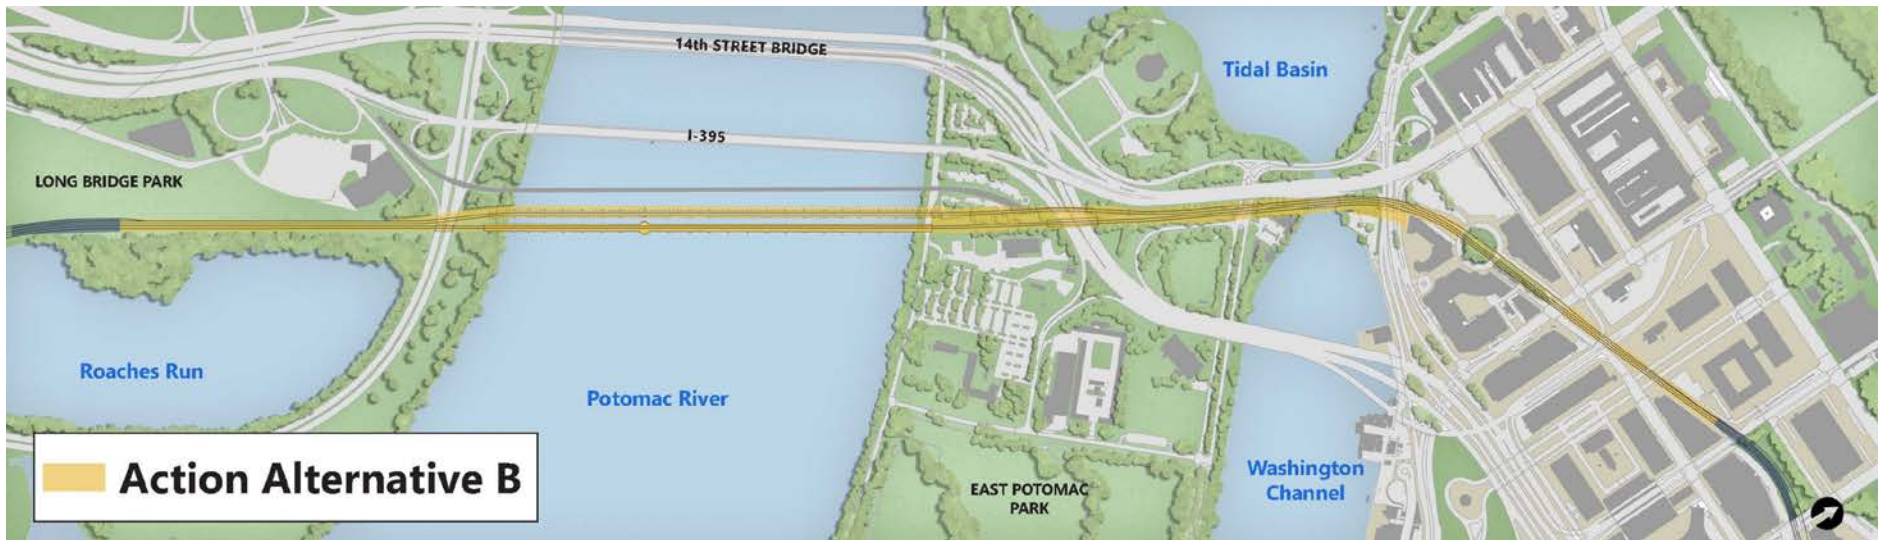 14th STREET BRIDGE
Tidal Basin
I-395
LONG BRIDGE PARK
Roaches Run
Potomac River
Washington
Channel
EAST POTOMAC
PARK
Action Alternative B